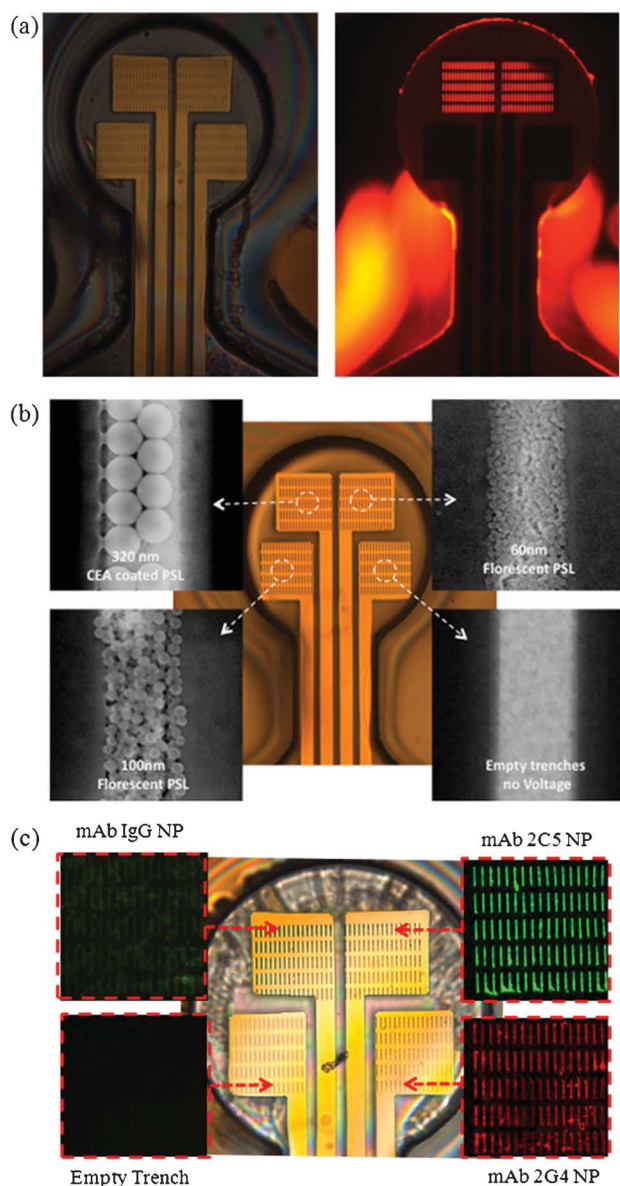 (a)
(b)
320 nm
CEA coated PSL
60nm
Florescent PSL
100nm
Florescent PSL
Empty trenches
no Voltage
(c)
mAb IgG NP
mAb 2C5 NP
Empty Trench
mAb 2G4 NP